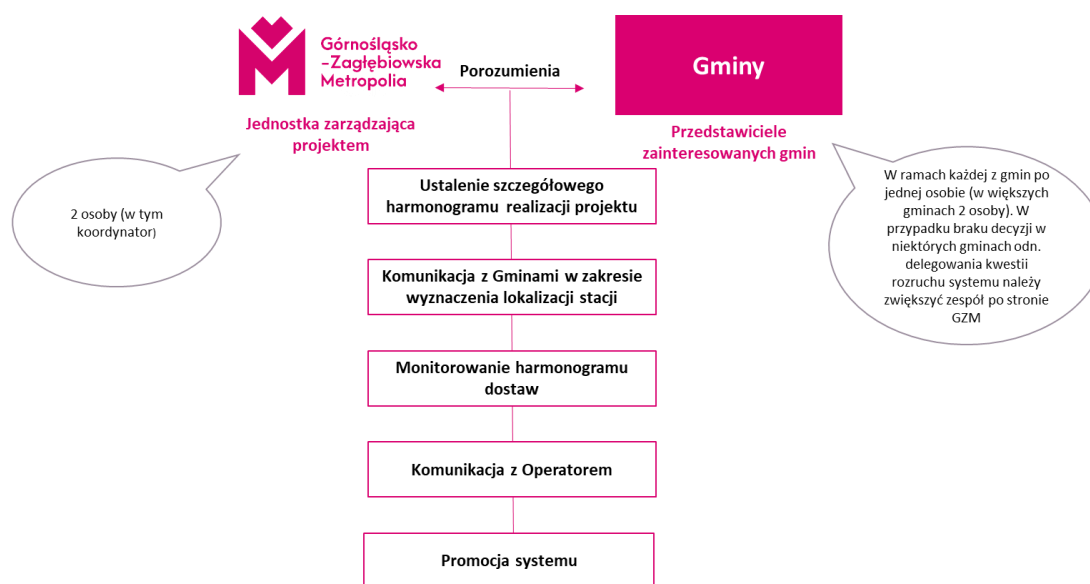 Górnośląsko
-Zagłębiowska
Metropolia
Porozumienia
Gminy
Jednostka zarządzająca
projektem
Przedstawiciele
zainteresowanych gmin
2 osoby (w tym
koordynator)
W ramach każdej z gmin po
jednej osobie (w większych
gminach 2 osoby). W
przypadku braku decyzji w
niektórych gminach odn.
delegowania kwestii
rozruchu systemu należy
zwiększyć zespół po stronie
GZM
Ustalenie szczegółowego
harmonogramu realizacji projektu
Komunikacja z Gminami w zakresie
wyznaczenia lokalizacji stacji
Monitorowanie harmonogramu
dostaw
Komunikacja z Operatorem
Promocja systemu